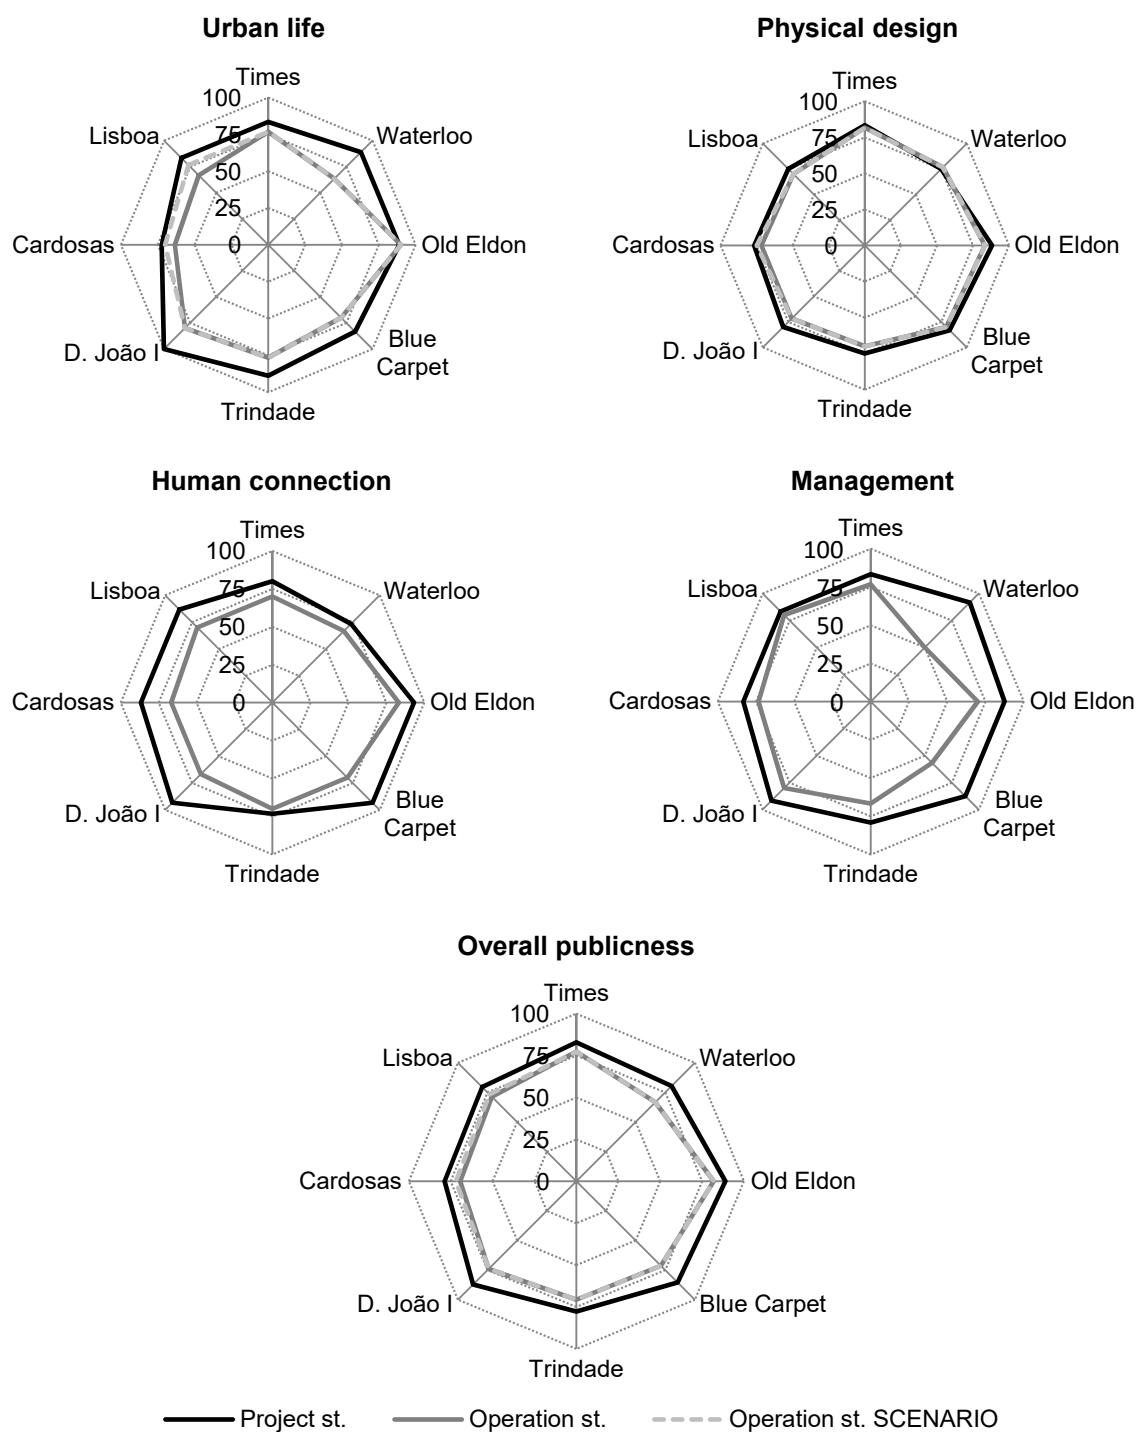 Urban life
Times
100
75
50
25
0
Lisboa
Waterloo
Cardosas
Old Eldon
D. João I
Blue
Carpet
Trindade
Physical design
Times
100
75
50
25
0
Lisboa
Waterloo
Cardosas
Old Eldon
D. João I
Blue
Carpet
Trindade
Human connection
Times
100
75
50
25
0
Lisboa
Waterloo
Cardosas
Old Eldon
D. João I
Blue
Carpet
Trindade
Management
Times
100
75
50
25
0
Lisboa
Waterloo
Cardosas
Old Eldon
D. João I
Blue
Carpet
Trindade
Overall publicness
Times
100
75
50
25
0
Lisboa
Waterloo
Cardosas
Old Eldon
D. João I
Blue Carpet
Trindade
Project st.
Operation st.
Operation st. SCENARIO